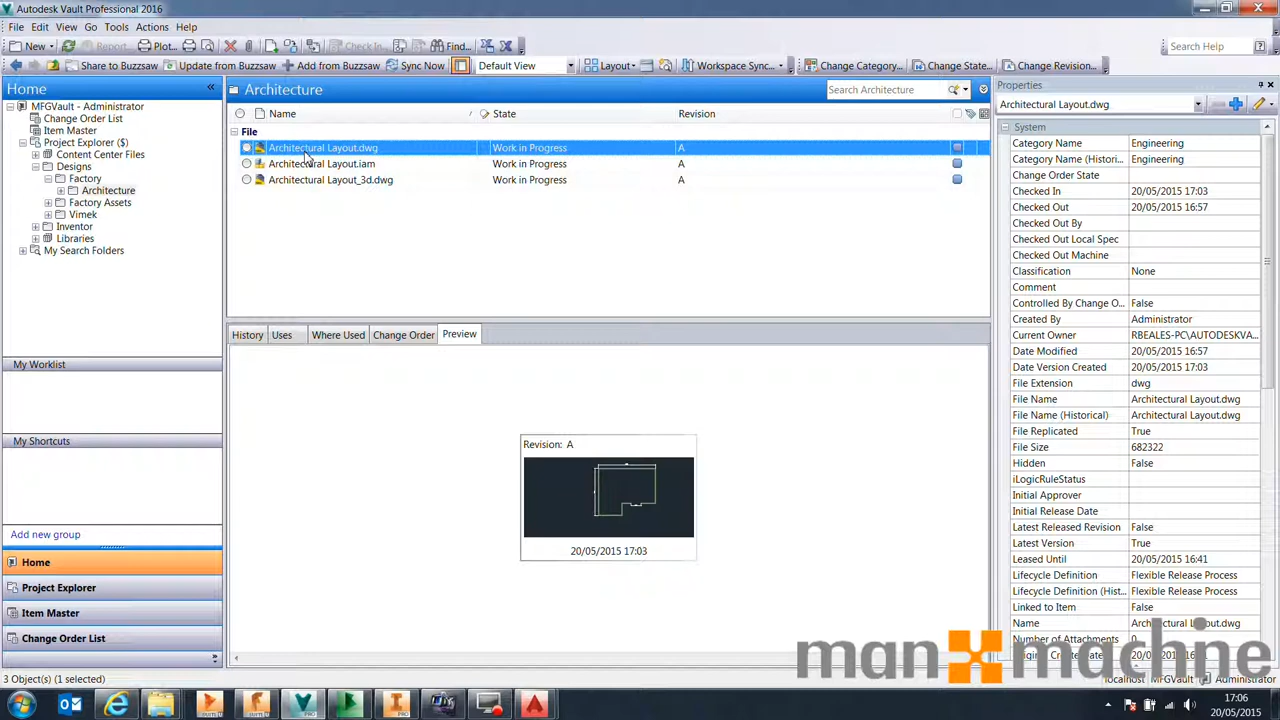 Autodesk Vault Professional 2016
File Edit View Go Tools Actions Help
New Report Plot... Check In... Find... Search Help
Share to Buzzsaw Update from Buzzsaw Add from Buzzsaw Sync Now Default View Layout Workspace Sync... Change Category... Change State... Change Revision...
Home «
MFGVault - Administrator
Change Order List
Item Master
Project Explorer ($)
Content Center Files
Designs
Factory
Architecture
Factory Assets
Vimek
Inventor
Libraries
My Search Folders
My Worklist
My Shortcuts
Add new group
Home
Project Explorer
Item Master
Change Order List
Architecture Search Architecture
Name State Revision
File
Architectural Layout.dwg Work in Progress A
Architectural Layout.iam Work in Progress A
Architectural Layout_3d.dwg Work in Progress A
History Uses Where Used Change Order Preview
Revision: A
20/05/2015 17:03
Properties
Architectural Layout.dwg
System
Category Name Engineering
Category Name (Histori... Engineering
Change Order State
Checked In 20/05/2015 17:03
Checked Out 20/05/2015 16:57
Checked Out By
Checked Out Local Spec
Checked Out Machine
Classification None
Comment
Controlled By Change O... False
Created By Administrator
Current Owner RBEALES-PC\AUTODESKVA...
Date Modified 20/05/2015 16:57
Date Version Created 20/05/2015 17:03
File Extension dwg
File Name Architectural Layout.dwg
File Name (Historical) Architectural Layout.dwg
File Replicated True
File Size 682322
Hidden False
iLogicRuleStatus
Initial Approver
Initial Release Date
Latest Released Revision False
Latest Version True
Leased Until 20/05/2015 16:41
Lifecycle Definition Flexible Release Process
Lifecycle Definition (Hist... Flexible Release Process
Linked to Item False
Name Architectural Layout.dwg
Number of Attachments 0
man machine
3 Object(s) (1 selected) localhost MFGVault Administrator
17:06
20/05/2015